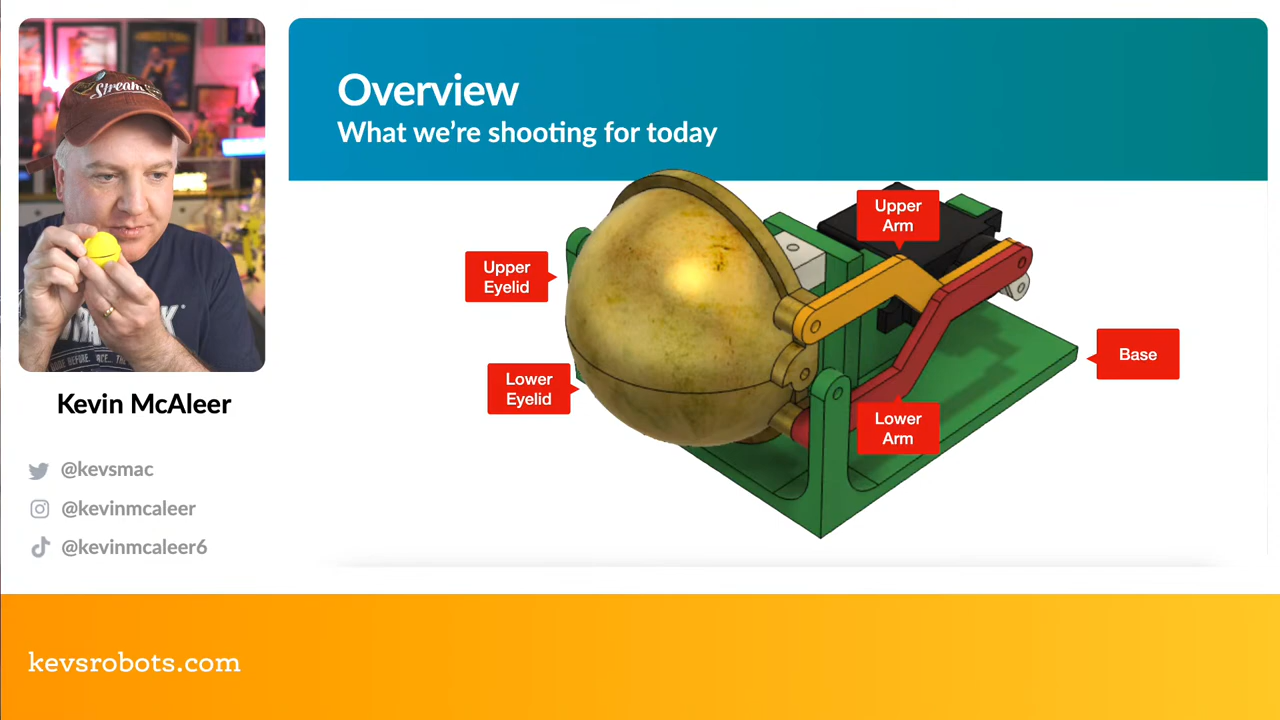 Overview
What we're shooting for today
Upper
Arm
Upper
Eyelid
Base
Lower
Eyelid
Lower
Arm
Kevin McAleer
@kevsmac
@kevinmcaleer
@kevinmcaleer6
kevsrobots.com